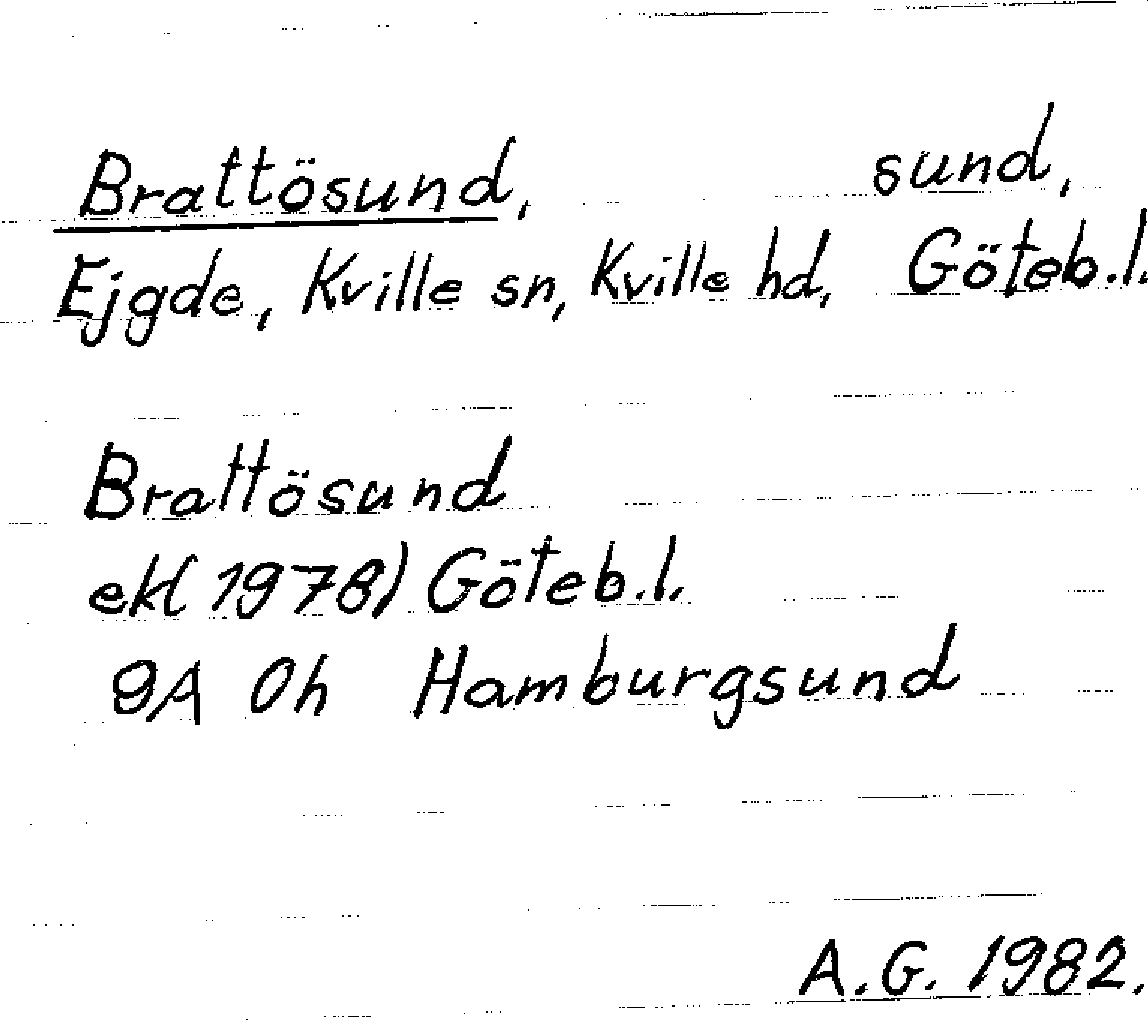 Brattösund, sund,
Ejgde, Kville sn, Kville hd, Göteb.l.
Brattösund
ek(1978) Göteb.l.
9A 0h Hamburgsund
A.G. 1982.